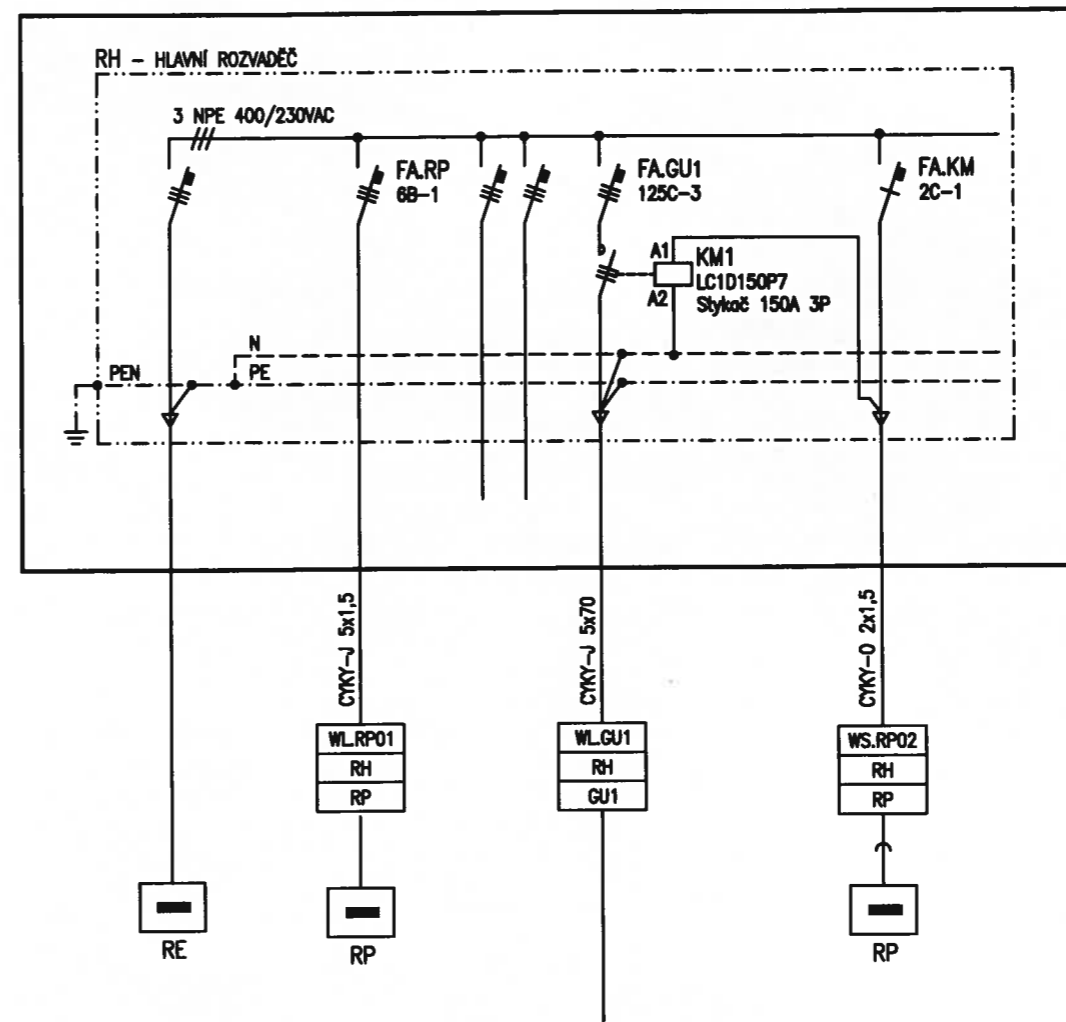 RH - HLAVNÍ ROZVADĚČ
3 NPE 400/230VAC
FA.RP
6B-1
FA.GU1
125C-3
FA.KM
2C-1
A1
KM1
LC1D150P7
A2
Stykač 150A 3P
N
PEN
PE
CYKY-J 5x1,5
CYKY-J 5x70
CYKY-O 2x1,5
WL.RP01
RH
RP
WL.GU1
RH
GU1
WS.RP02
RH
RP
RE
RP
RP